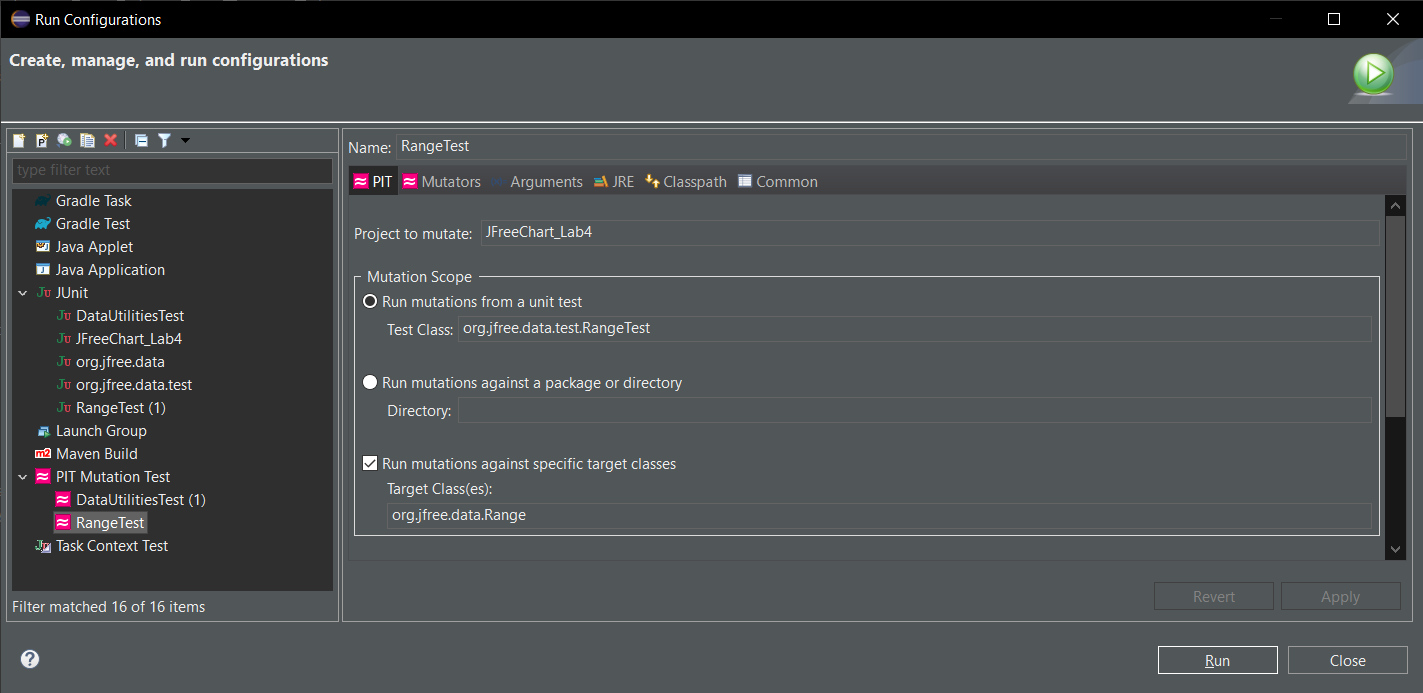 Run Configurations
Create, manage, and run configurations
type filter text
Gradle Task
Gradle Test
Java Applet
Java Application
JUnit
DataUtilitiesTest
JFreeChart_Lab4
org.jfree.data
org.jfree.data.test
RangeTest (1)
Launch Group
m2 Maven Build
PIT Mutation Test
DataUtilitiesTest (1)
RangeTest
Task Context Test
Filter matched 16 of 16 items
Name: RangeTest
PIT Mutators Arguments JRE Classpath Common
Project to mutate: JFreeChart_Lab4
Mutation Scope
Run mutations from a unit test
Test Class: org.jfree.data.test.RangeTest
Run mutations against a package or directory
Directory:
Run mutations against specific target classes
Target Class(es):
org.jfree.data.Range
Revert Apply
Run Close